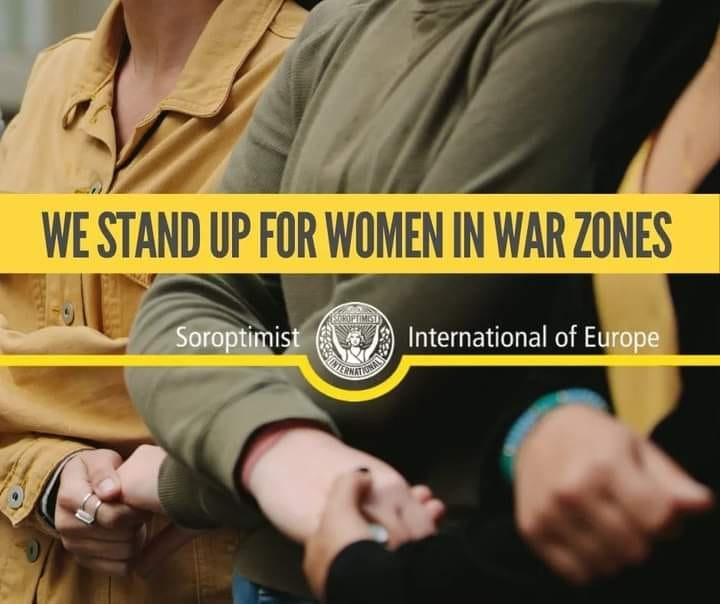 WE STAND UP FOR WOMEN IN WAR ZONES
Soroptimist International of Europe
SOROPTIMIST
INTERNATIONAL